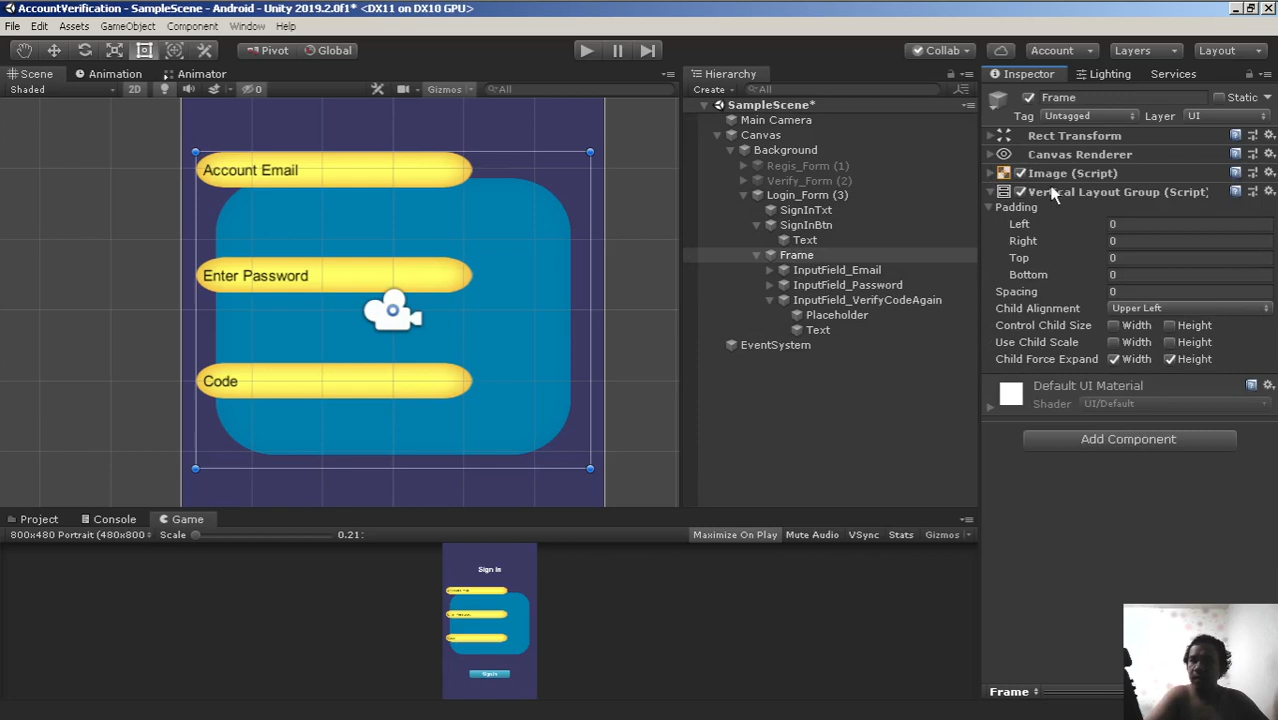 AccountVerification - SampleScene - Android - Unity 2019.2.0f1* <DX11 on DX10 GPU>
File Edit Assets GameObject Component Window Help
Pivot Global Collab Account Layers Layout
Scene Animation Animator
Shaded 2D 0 Gizmos All
Account Email
Enter Password
Code
Hierarchy
Create All
SampleScene*
Main Camera
Canvas
Background
Regis_Form (1)
Verify_Form (2)
Login_Form (3)
SignInTxt
SignInBtn
Text
Frame
InputField_Email
InputField_Password
InputField_VerifyCodeAgain
Placeholder
Text
EventSystem
Inspector Lighting Services
Frame Static
Tag Untagged Layer UI
Rect Transform
Canvas Renderer
Image (Script)
Vertical Layout Group (Script)
Padding
Left 0
Right 0
Top 0
Bottom 0
Spacing 0
Child Alignment Upper Left
Control Child Size Width Height
Use Child Scale Width Height
Child Force Expand Width Height
Default UI Material
Shader UI/Default
Add Component
Frame
Project Console Game
800x480 Portrait (480x800 Scale 0.21: Maximize On Play Mute Audio VSync Stats Gizmos
Sign In
Sign In